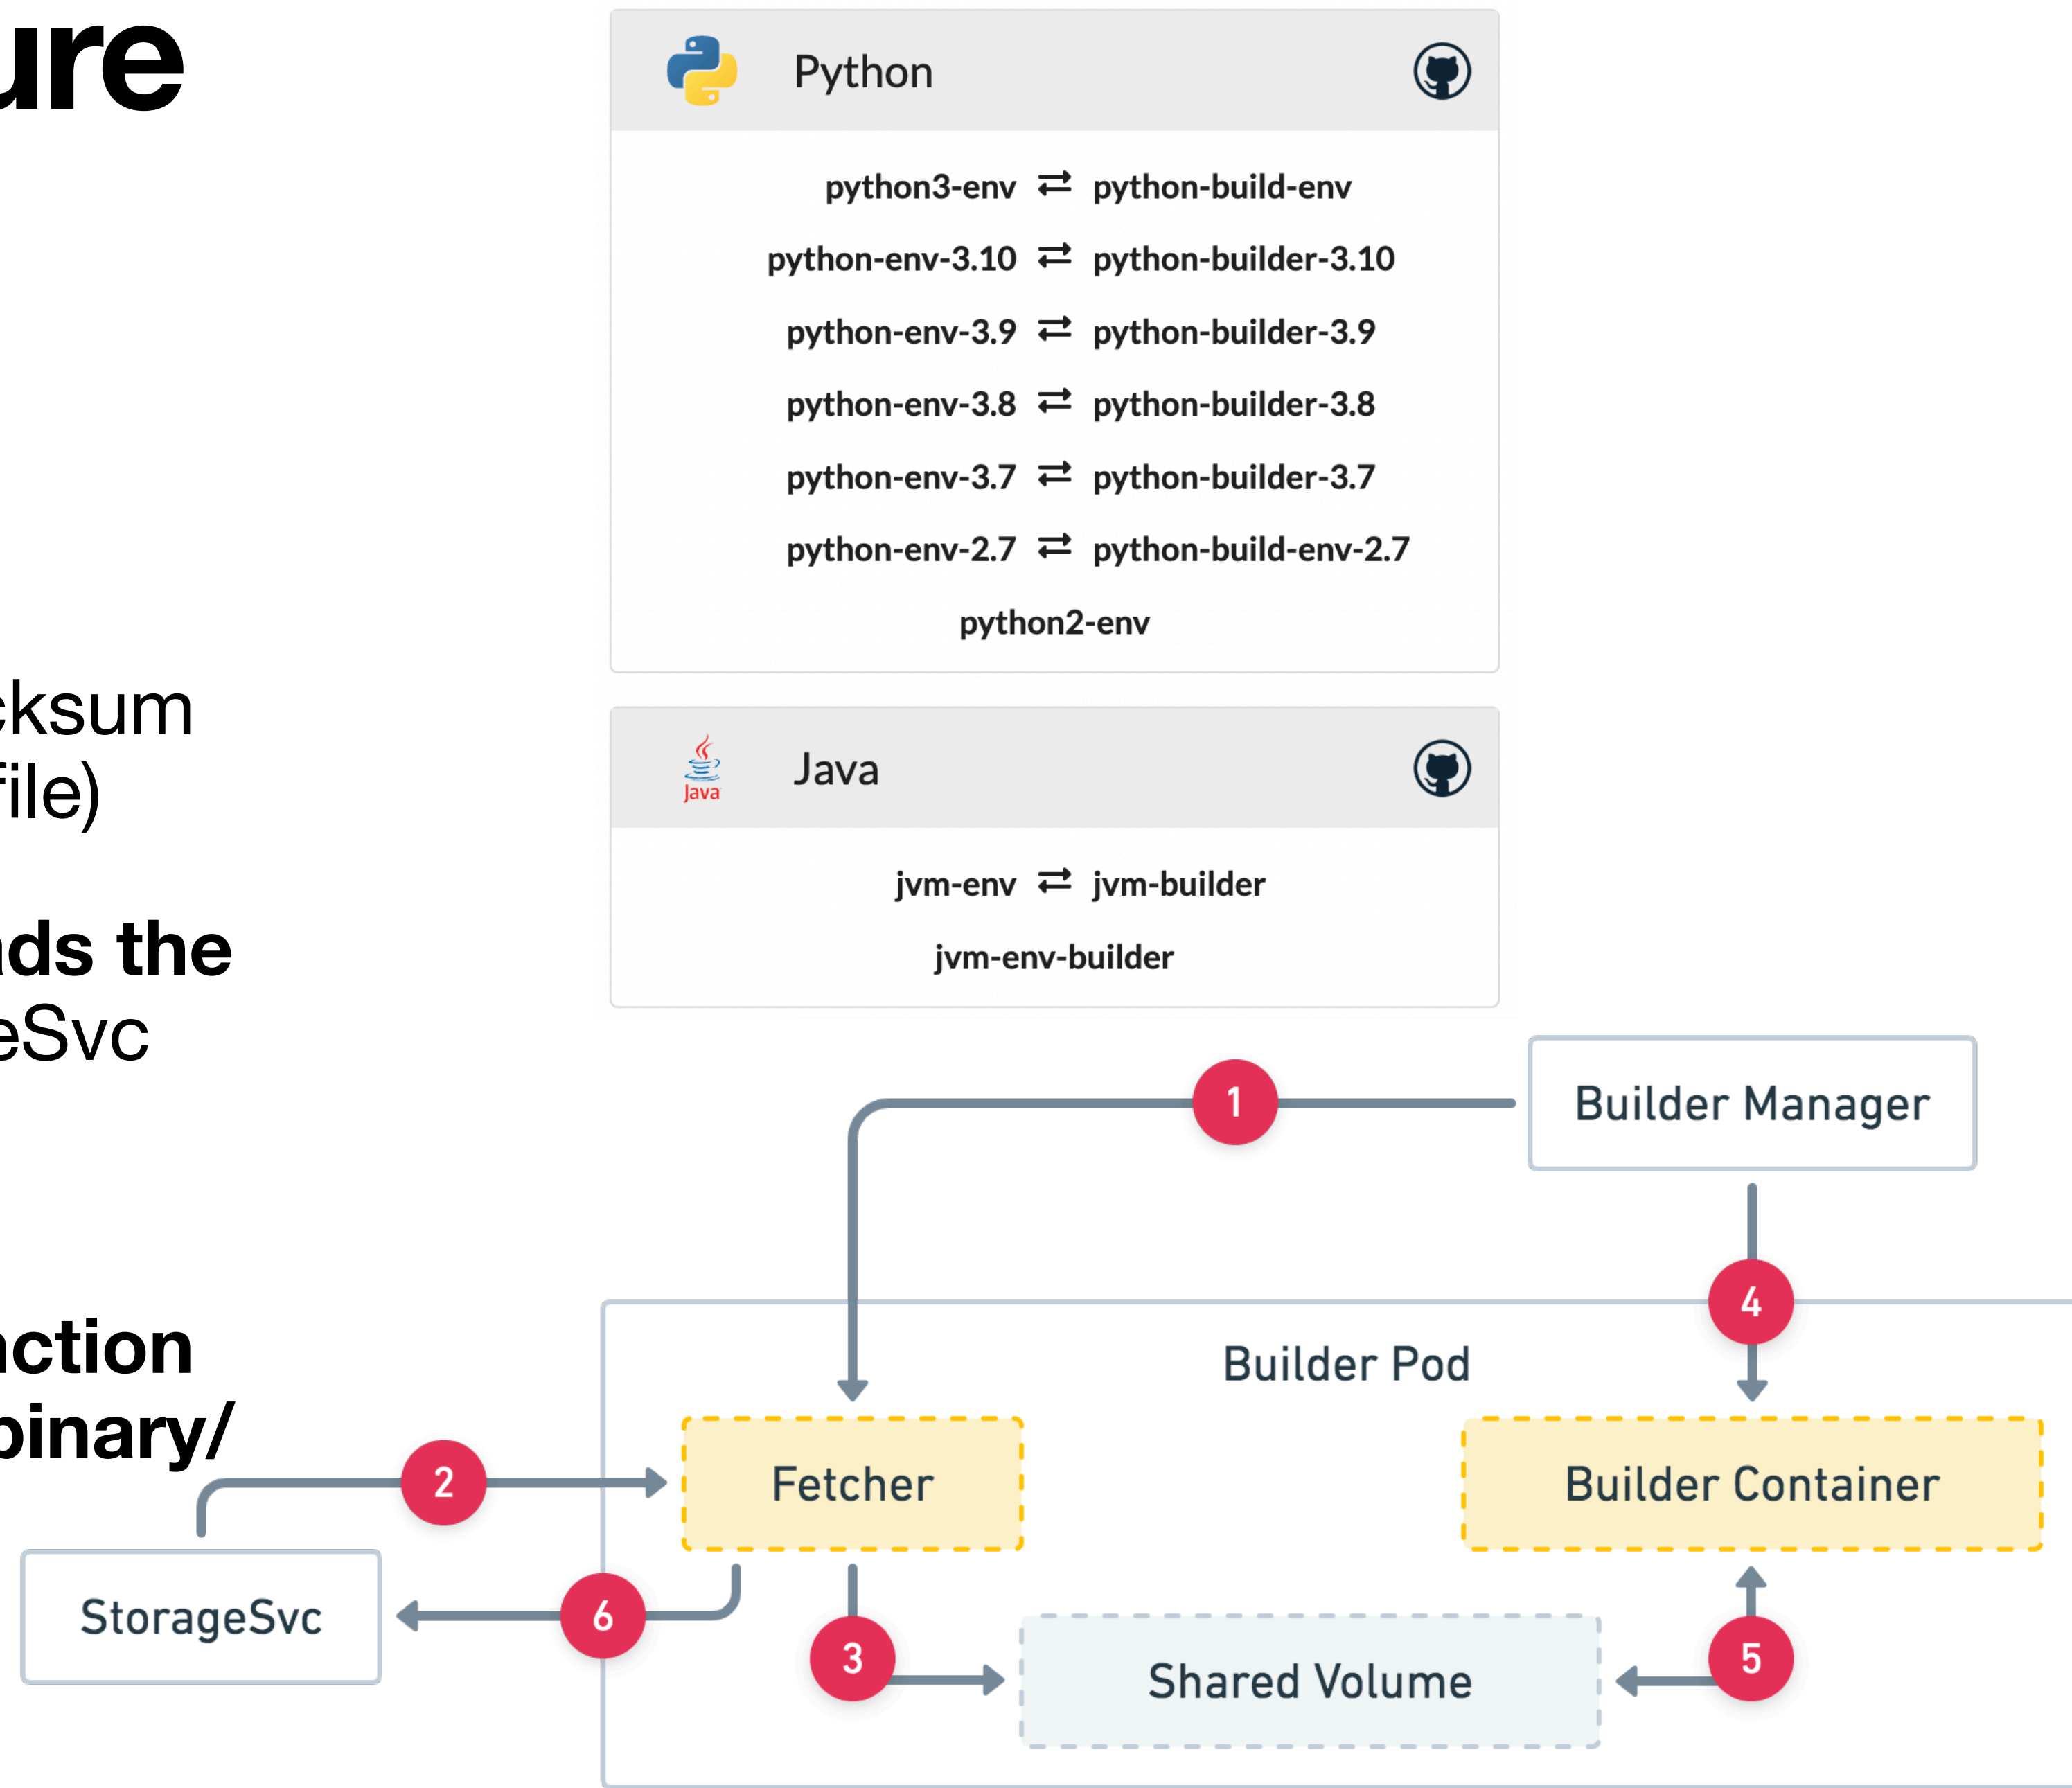 ure
cksum
file)
ads the
eSvc
action
binary/
Python
python3-env ⇄ python-build-env
python-env-3.10 ⇄ python-builder-3.10
python-env-3.9 ⇄ python-builder-3.9
python-env-3.8 ⇄ python-builder-3.8
python-env-3.7 ⇄ python-builder-3.7
python-env-2.7 ⇄ python-build-env-2.7
python2-env
Java
Java
jvm-env ⇄ jvm-builder
jvm-env-builder
1
Builder Manager
4
Builder Pod
2
Fetcher
Builder Container
StorageSvc
6
3
Shared Volume
5